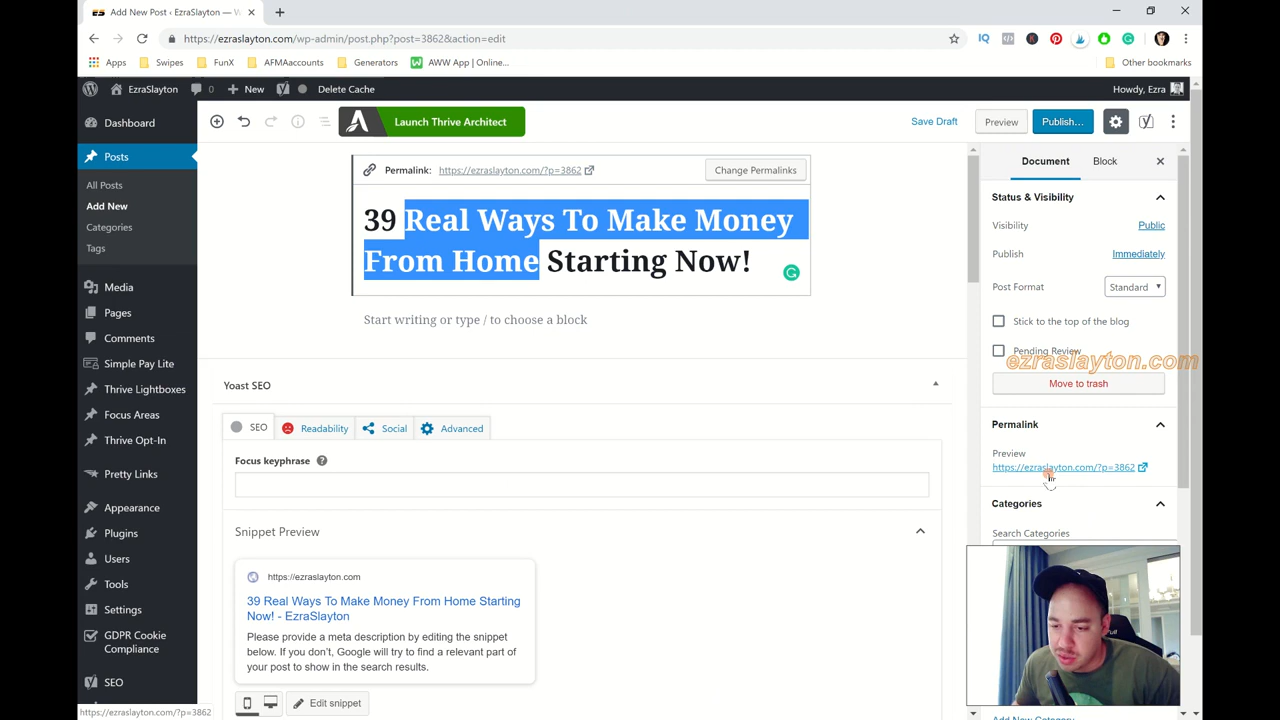 Add New Post ‹ EzraSlayton — W
https://ezraslayton.com/wp-admin/post.php?post=3862&action=edit
Apps Swipes FunX AFMAaccounts Generators AWW App | Online... Other bookmarks
EzraSlayton 0 New Delete Cache Howdy, Ezra
Dashboard
Posts
All Posts
Add New
Categories
Tags
Media
Pages
Comments
Simple Pay Lite
Thrive Lightboxes
Focus Areas
Thrive Opt-In
Pretty Links
Appearance
Plugins
Users
Tools
Settings
GDPR Cookie
Compliance
SEO
https://ezraslayton.com/?p=3862
Launch Thrive Architect
Save Draft Preview Publish...
Permalink: https://ezraslayton.com/?p=3862 Change Permalinks
39 Real Ways To Make Money
From Home Starting Now!
Start writing or type / to choose a block
Yoast SEO
SEO Readability Social Advanced
Focus keyphrase
Snippet Preview
https://ezraslayton.com
39 Real Ways To Make Money From Home Starting
Now! - EzraSlayton
Please provide a meta description by editing the snippet
below. If you don't, Google will try to find a relevant part of
your post to show in the search results.
Edit snippet
Document Block
Status & Visibility
Visibility Public
Publish Immediately
Post Format Standard
Stick to the top of the blog
Pending Review
ezraslayton.com
Move to trash
Permalink
Preview
https://ezraslayton.com/?p=3862
Categories
Search Categories
Add New Category